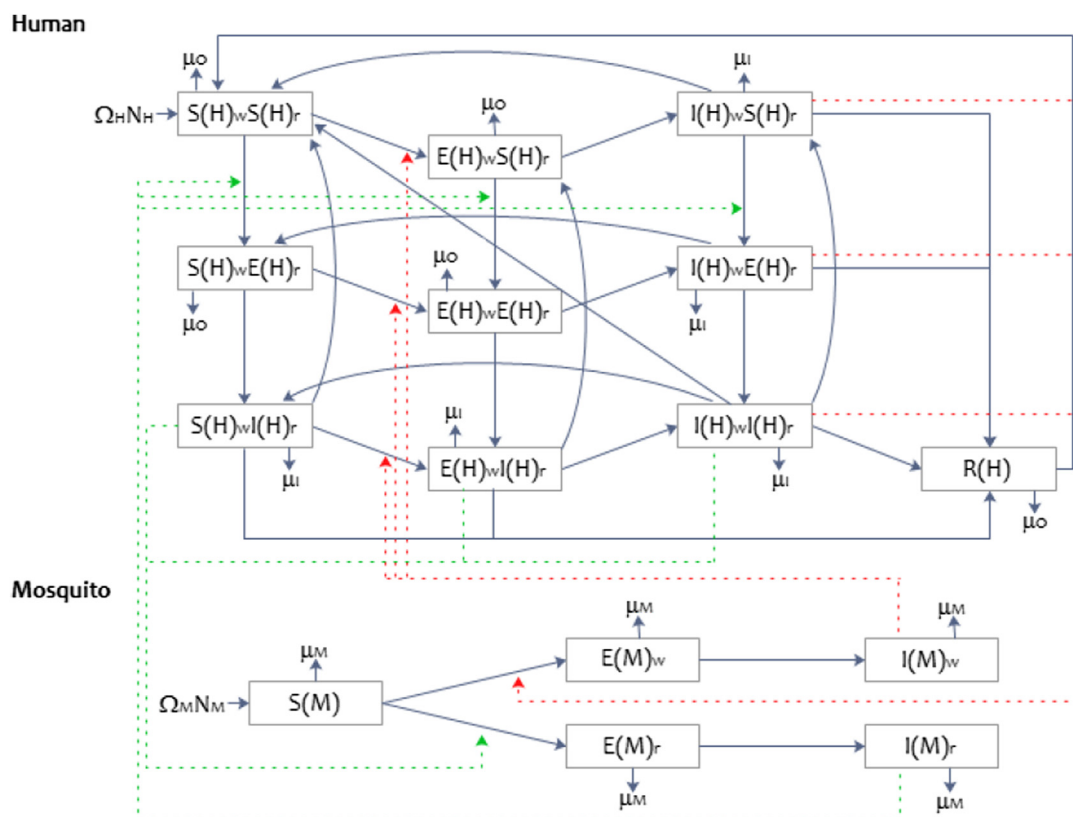 Human
μO
μI
ΩHNH
S(H)wS(H)r
μO
I(H)wS(H)r
E(H)wS(H)r
S(H)wE(H)r
μO
I(H)wE(H)r
E(H)wE(H)r
μO
μI
S(H)wI(H)r
μI
I(H)wI(H)r
E(H)wI(H)r
R(H)
μI
μI
μO
Mosquito
μM
μM
μM
E(M)w
I(M)w
ΩMNM
S(M)
E(M)r
I(M)r
μM
μM